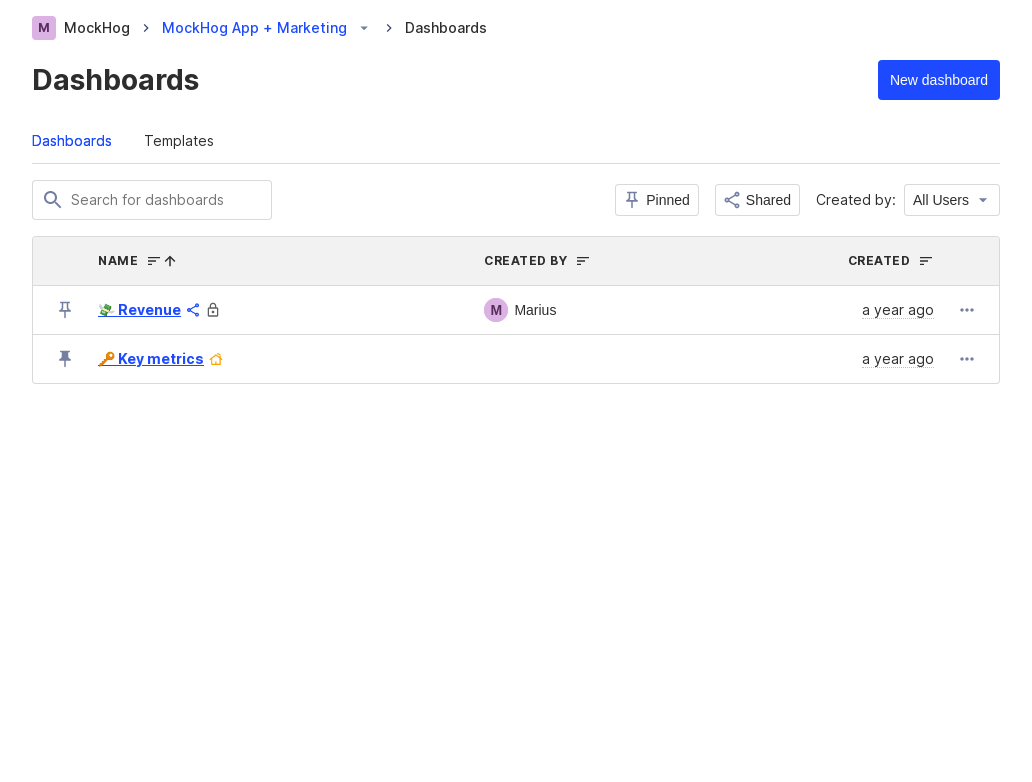 M MockHog MockHog App + Marketing Dashboards
Dashboards
New dashboard
Dashboards Templates
Search for dashboards Pinned Shared Created by: All Users
NAME CREATED BY CREATED
💸 Revenue M Marius a year ago
🔑 Key metrics a year ago